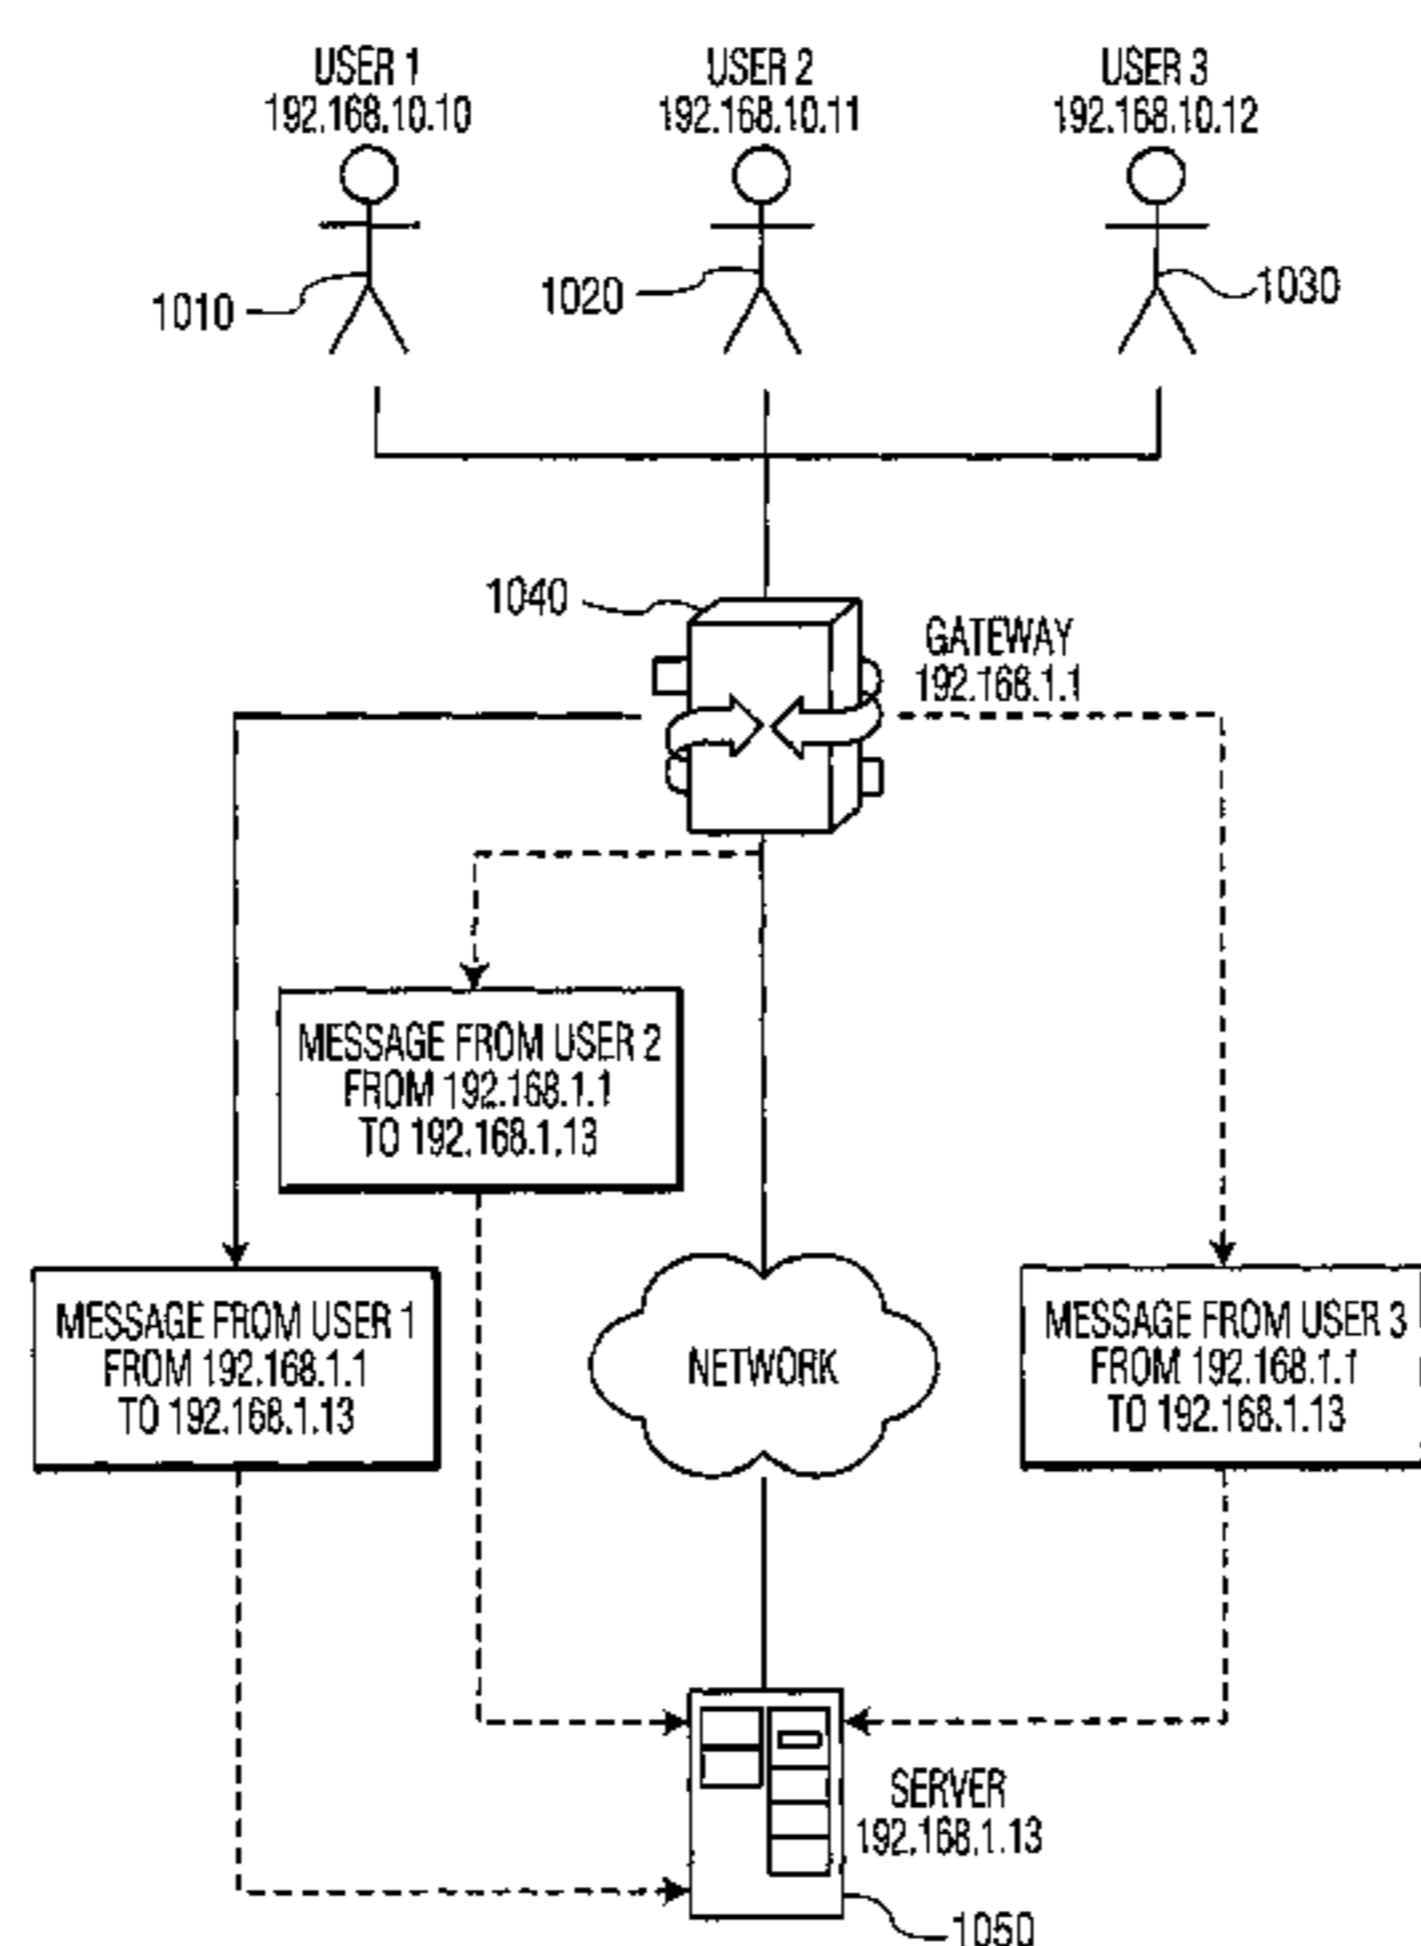 USER 1
192.168.10.10
USER 2
192.168.10.11
USER 3
192.168.10.12
1010
1020
1030
1040
GATEWAY
192.168.1.1
MESSAGE FROM USER 2
FROM 192.168.1.1
TO 192.168.1.13
MESSAGE FROM USER 1
FROM 192.168.1.1
TO 192.168.1.13
NETWORK
MESSAGE FROM USER 3
FROM 192.168.1.1
TO 192.168.1.13
SERVER
192.168.1.13
1050